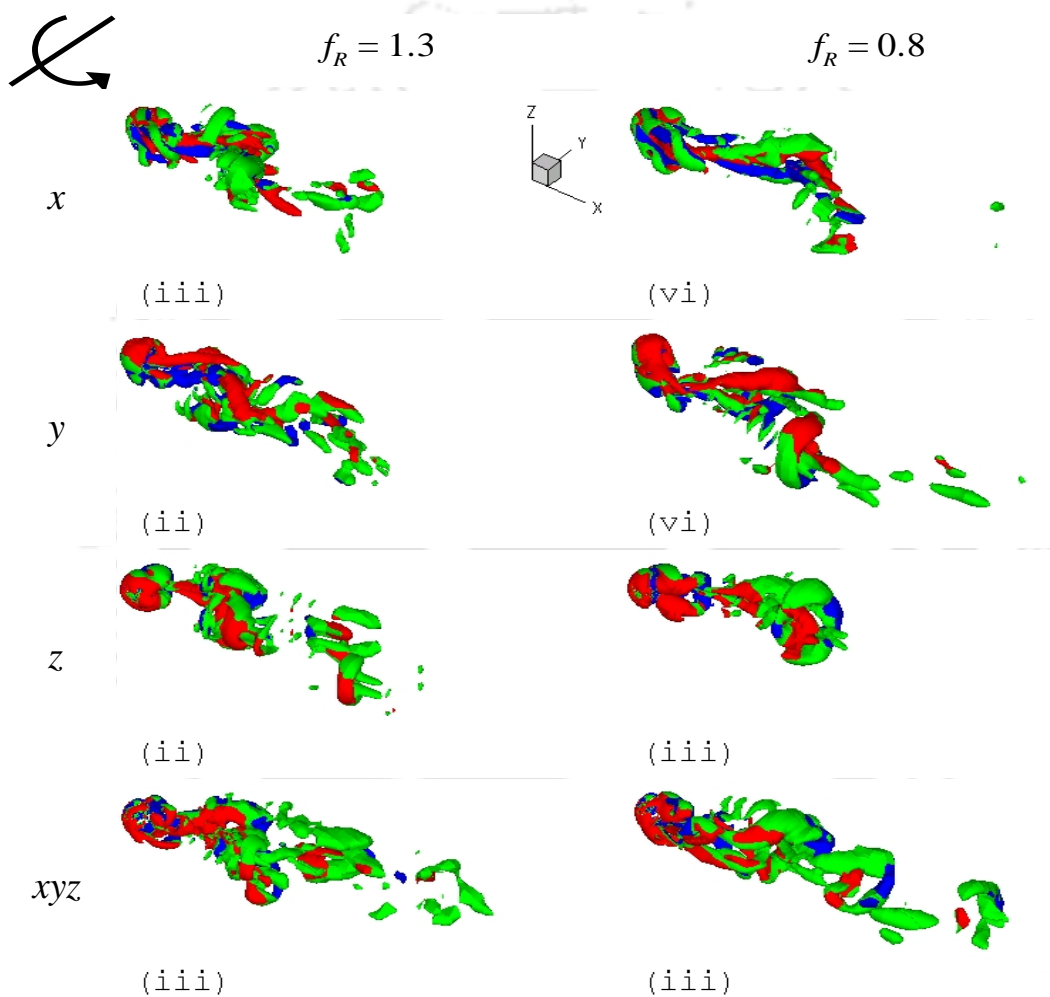 f_R = 1.3 f_R = 0.8
Z
Y
X
x
(iii) (vi)
y
(ii) (vi)
z
(ii) (iii)
xyz
(iii) (iii)